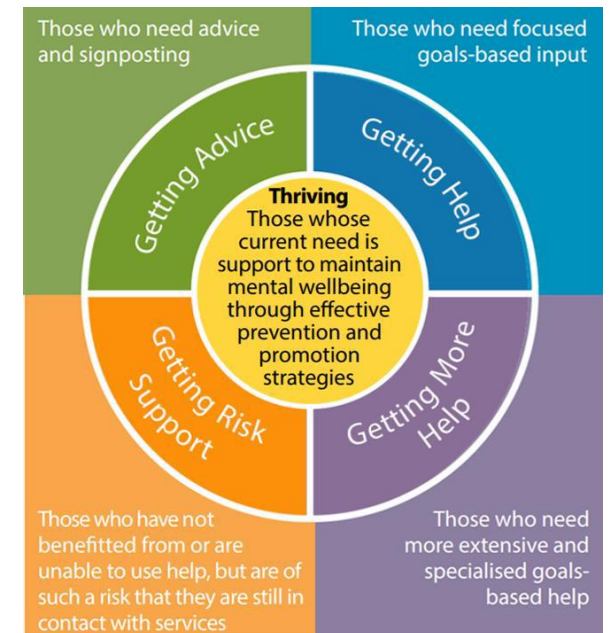 Those who need advice
and signposting
Those who need focused
goals-based input
Getting Advice
Getting Help
Thriving
Those whose
current need is
support to maintain
mental wellbeing
through effective
prevention and
promotion
strategies
Getting Risk
Support
Getting More
Help
Those who have not
benefitted from or are
unable to use help, but are of
such a risk that they are still in
contact with services
Those who need
more extensive and
specialised goals-
based help